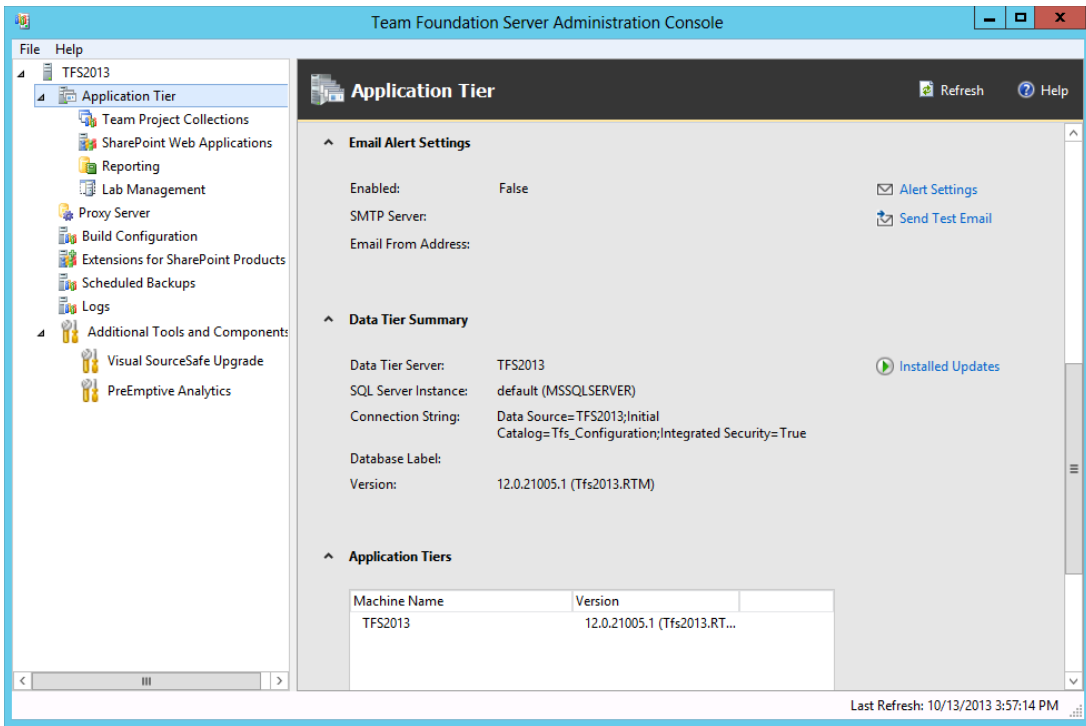 Team Foundation Server Administration Console
File Help
TFS2013
Application Tier
Team Project Collections
SharePoint Web Applications
Reporting
Lab Management
Proxy Server
Build Configuration
Extensions for SharePoint Products
Scheduled Backups
Logs
Additional Tools and Components
Visual SourceSafe Upgrade
PreEmptive Analytics
Application Tier
Refresh
Help
Email Alert Settings
Enabled: False
Alert Settings
SMTP Server:
Send Test Email
Email From Address:
Data Tier Summary
Data Tier Server: TFS2013
Installed Updates
SQL Server Instance: default (MSSQLSERVER)
Connection String: Data Source=TFS2013;Initial
Catalog=Tfs_Configuration;Integrated Security=True
Database Label:
Version: 12.0.21005.1 (Tfs2013.RTM)
Application Tiers
Machine Name Version
TFS2013 12.0.21005.1 (Tfs2013.RT...
Last Refresh: 10/13/2013 3:57:14 PM